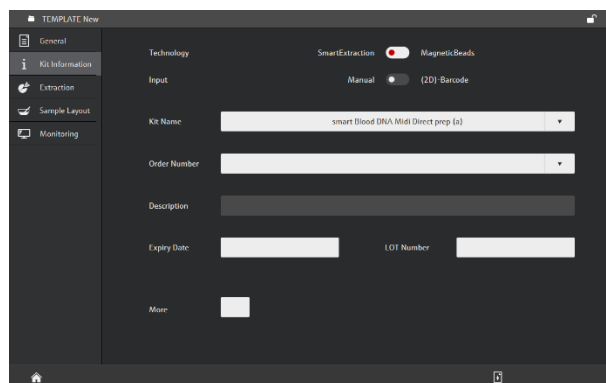 TEMPLATE New
General
Kit Information
Extraction
Sample Layout
Monitoring
Technology SmartExtraction MagneticBeads
Input Manual (2D)-Barcode
Kit Name smart Blood DNA Midi Direct prep (a)
Order Number
Description
Expiry Date LOT Number
More